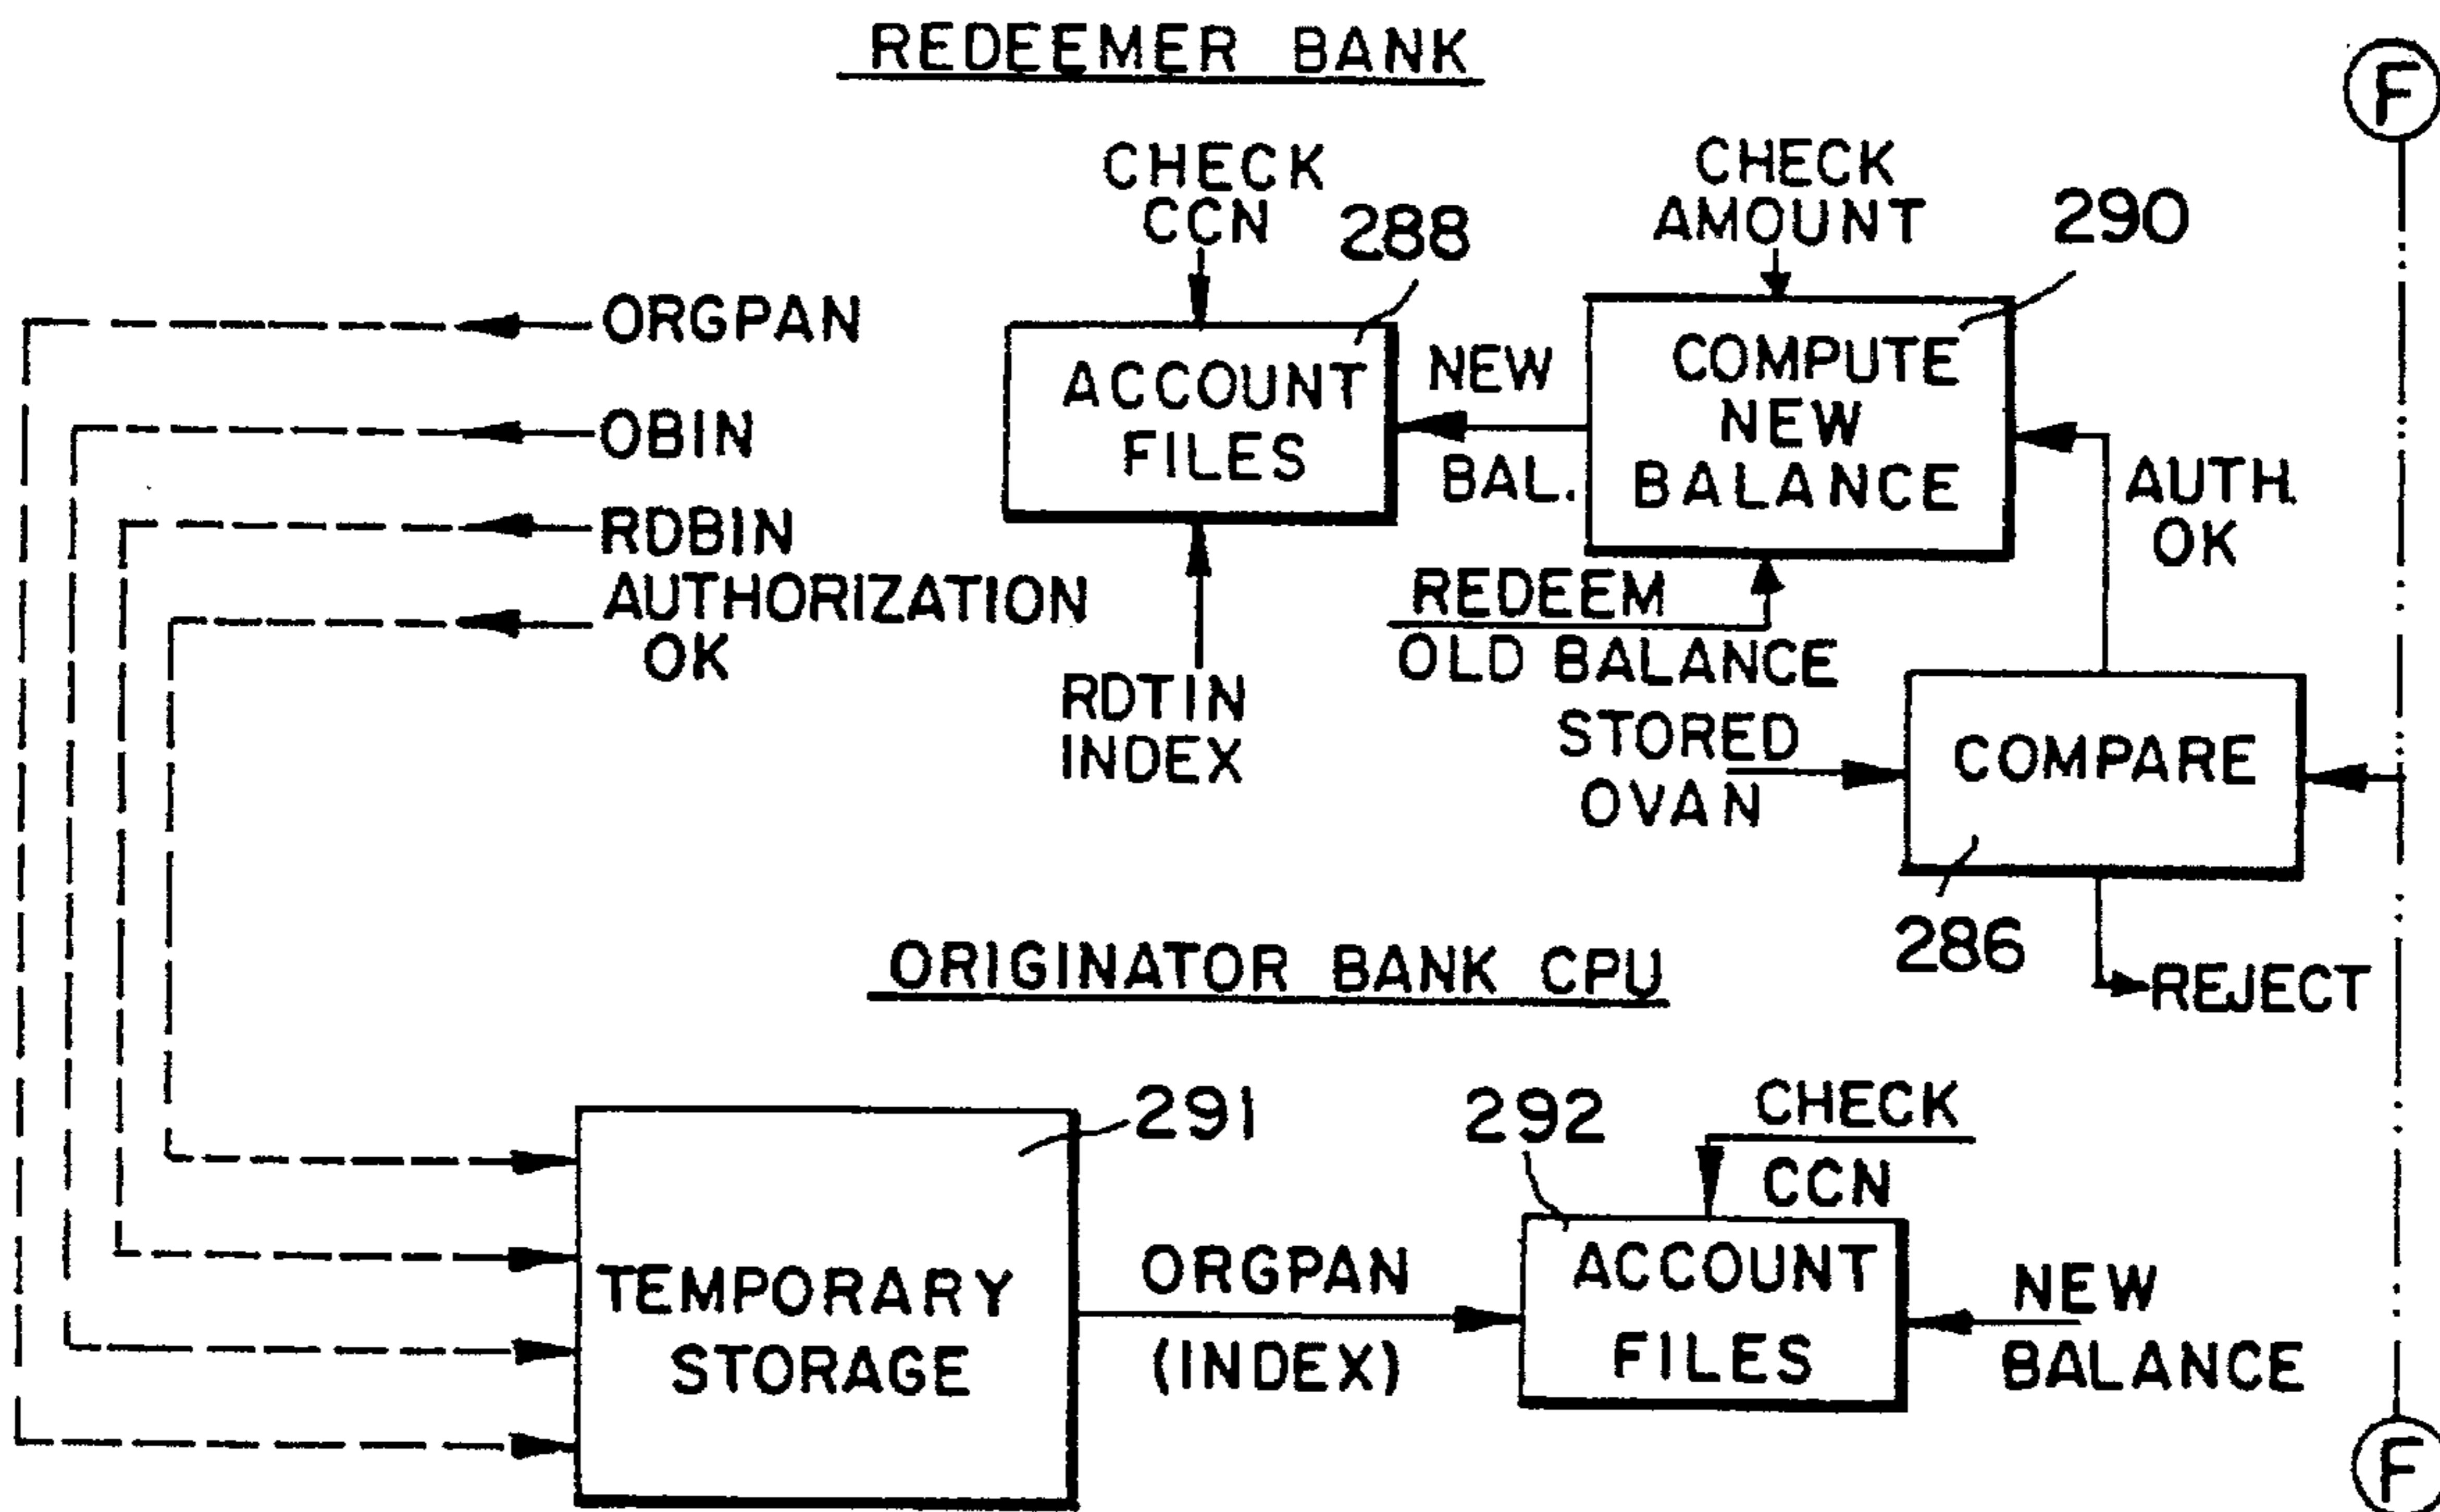 REDEEMER BANK
F
CHECK
CCN
288
CHECK
AMOUNT
290
ORGPAN
OBIN
RDBIN
AUTHORIZATION
OK
ACCOUNT
FILES
NEW
BAL.
COMPUTE
NEW
BALANCE
AUTH.
OK
RDTIN
INDEX
REDEEM
OLD BALANCE
STORED
OVAN
COMPARE
286
REJECT
ORIGINATOR BANK CPU
291
292
CHECK
CCN
TEMPORARY
STORAGE
ORGPAN
(INDEX)
ACCOUNT
FILES
NEW
BALANCE
F